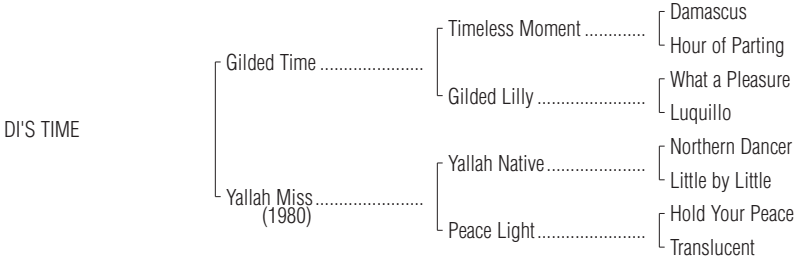 DI'S TIME
Gilded Time
Yallah Miss
(1980)
Timeless Moment
Gilded Lilly
Yallah Native
Peace Light
Damascus
Hour of Parting
What a Pleasure
Luquillo
Northern Dancer
Little by Little
Hold Your Peace
Translucent